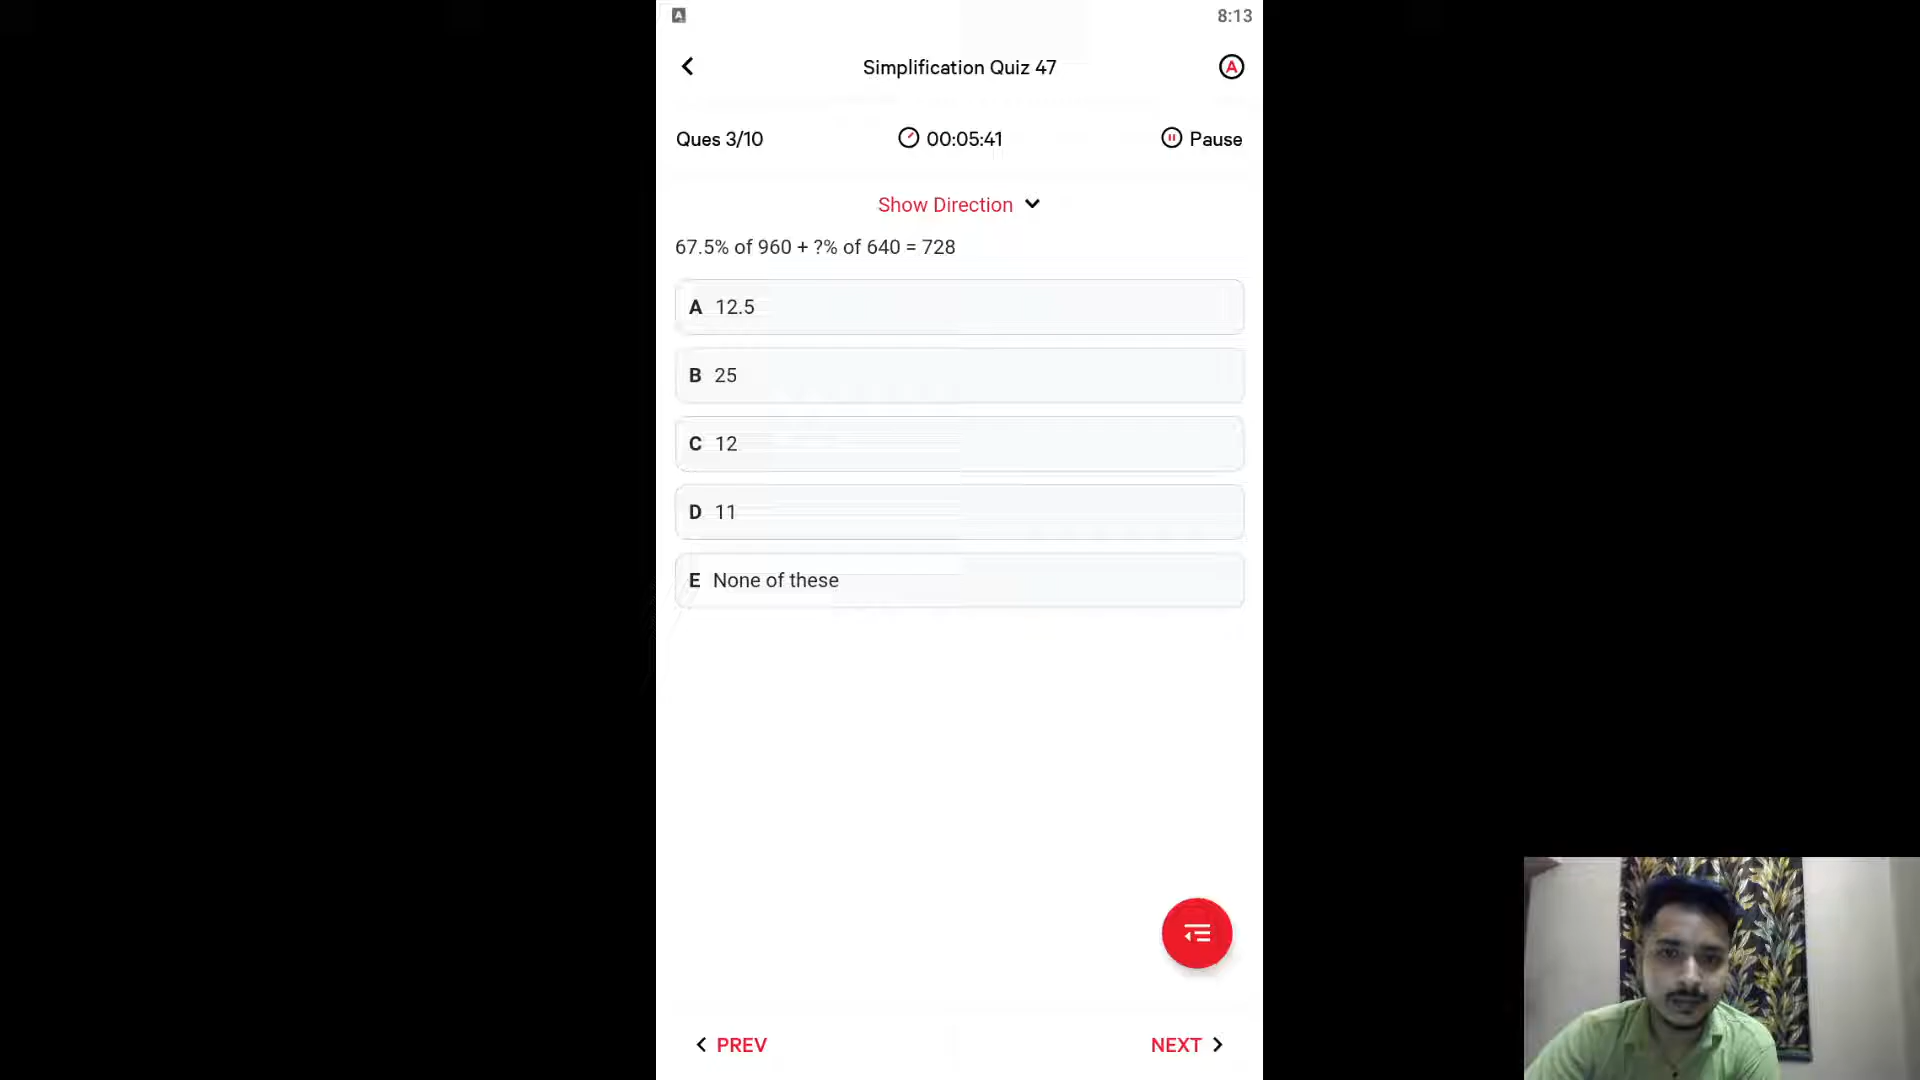 A
8:13
Simplification Quiz 47
A
Ques 3/10
00:05:41
Pause
Show Direction
67.5% of 960 + ?% of 640 = 728
A 12.5
B 25
C 12
D 11
E None of these
PREV
NEXT